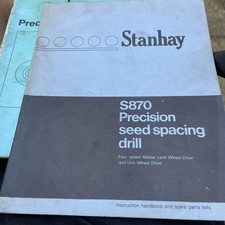 Prec
Stanhay
S870
Precision
seed spacing
drill
Four speed Master Land Wheel Drive
and Unit Wheel Drive
instruction handbook and spare parts lists